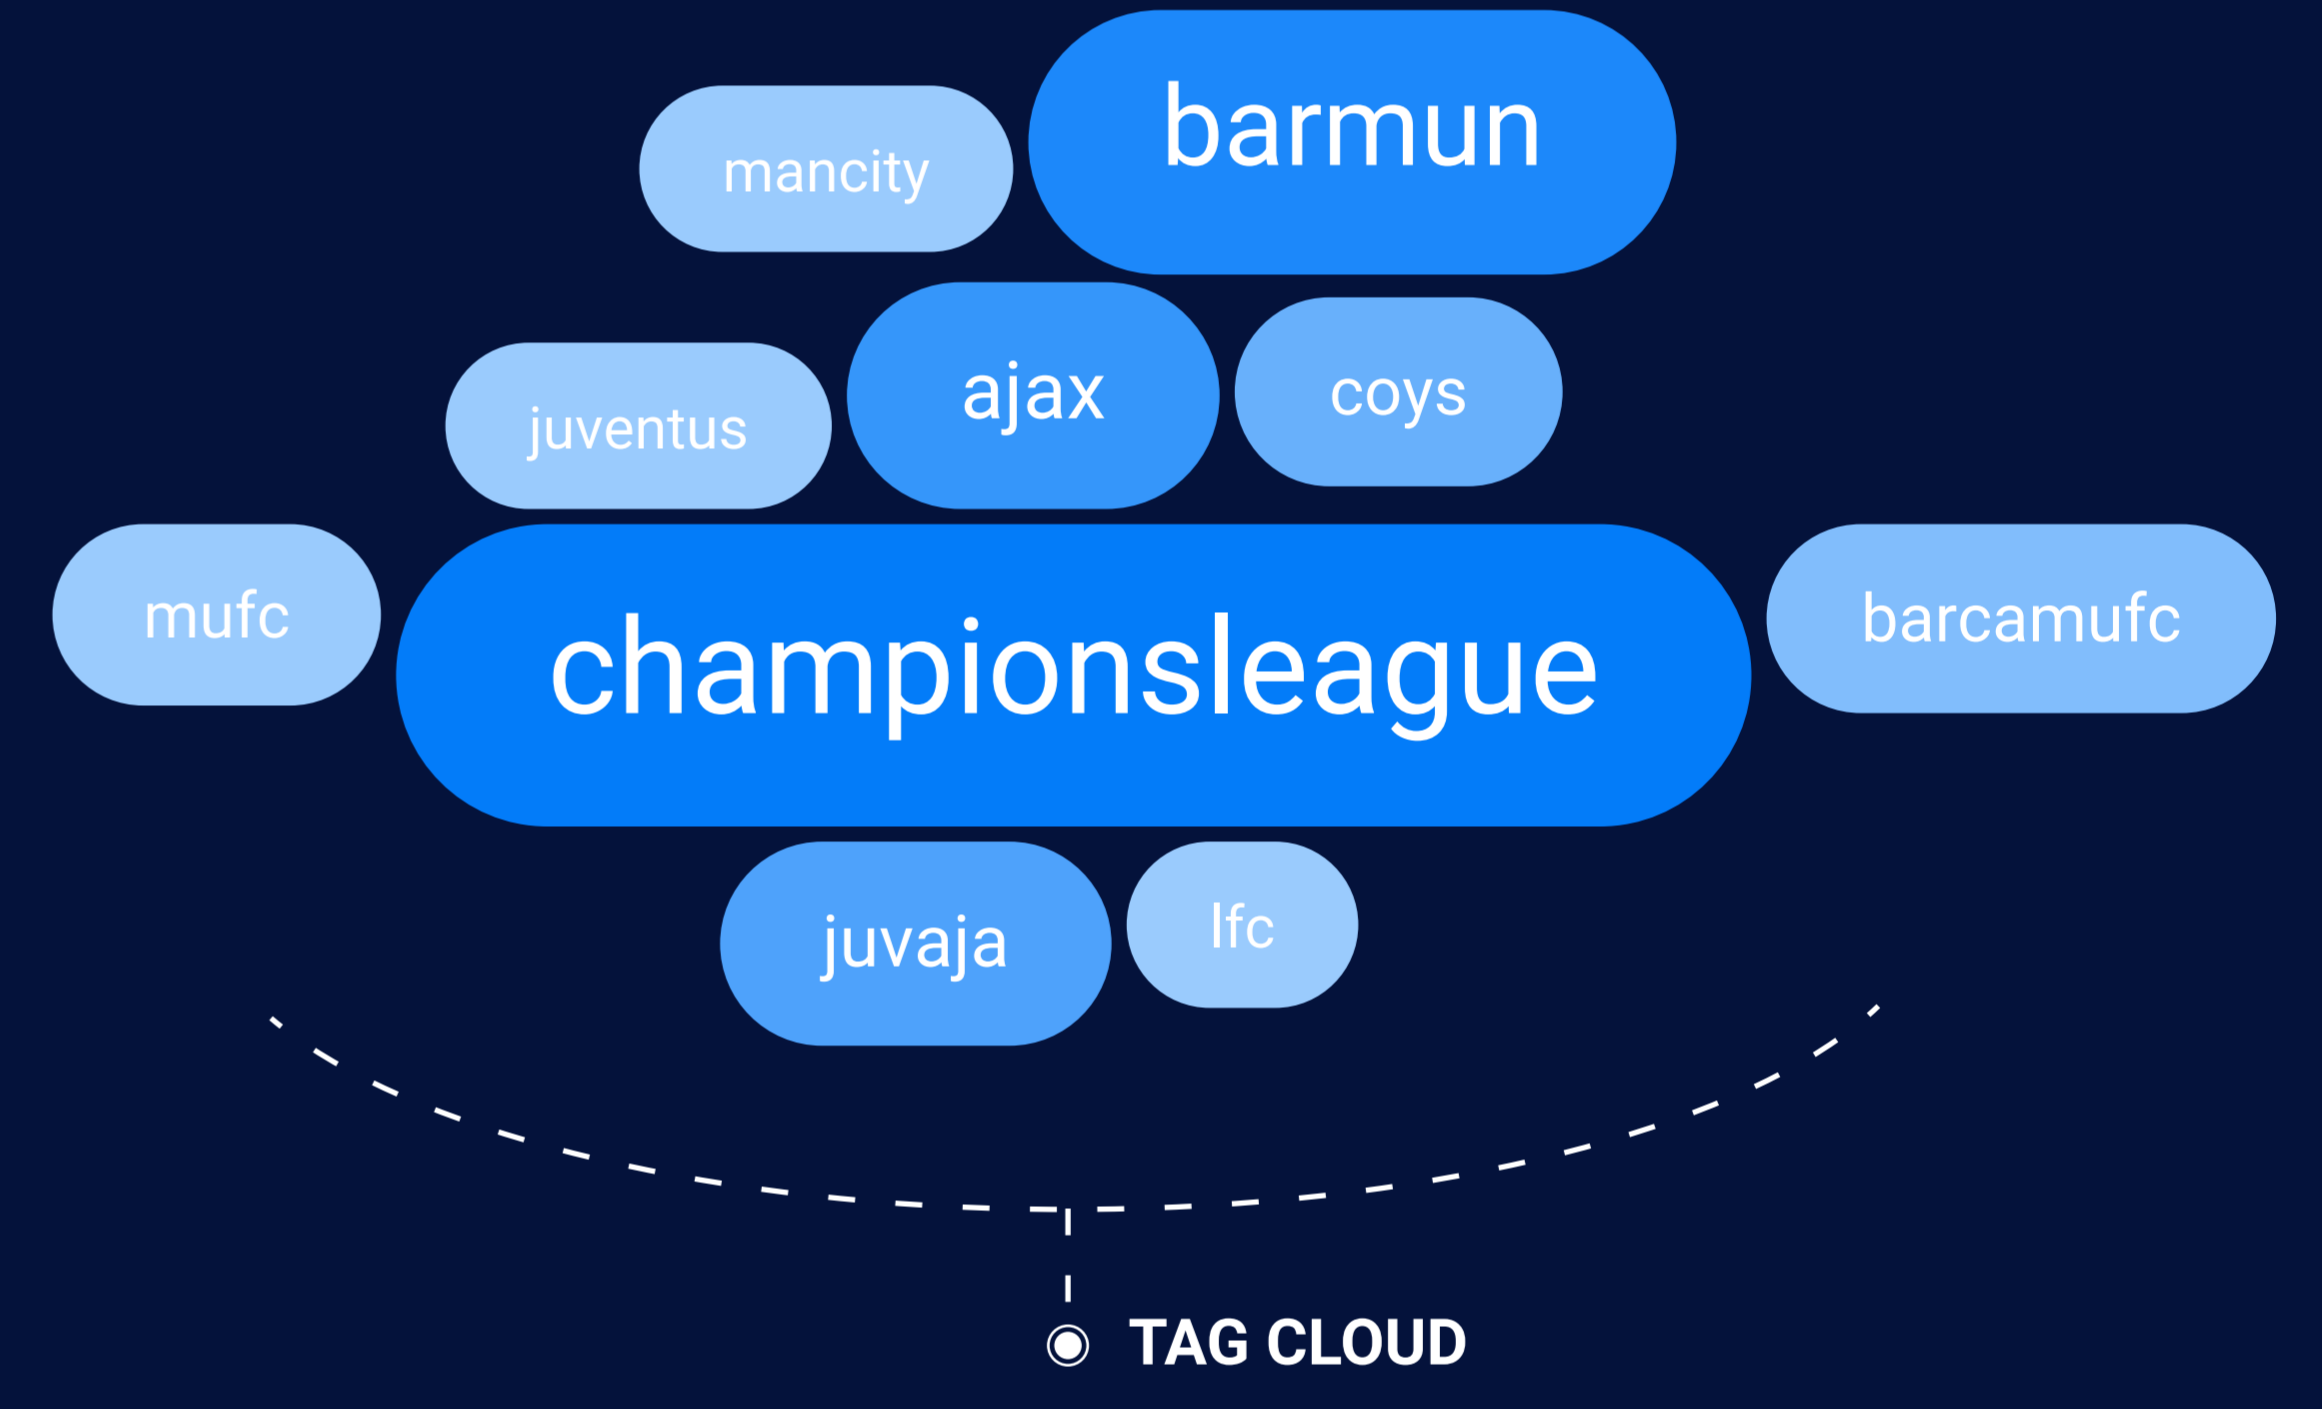 mancity
barmun
juventus
ajax
coys
mufc
championsleague
barcamufc
juvaja
lfc
TAG CLOUD